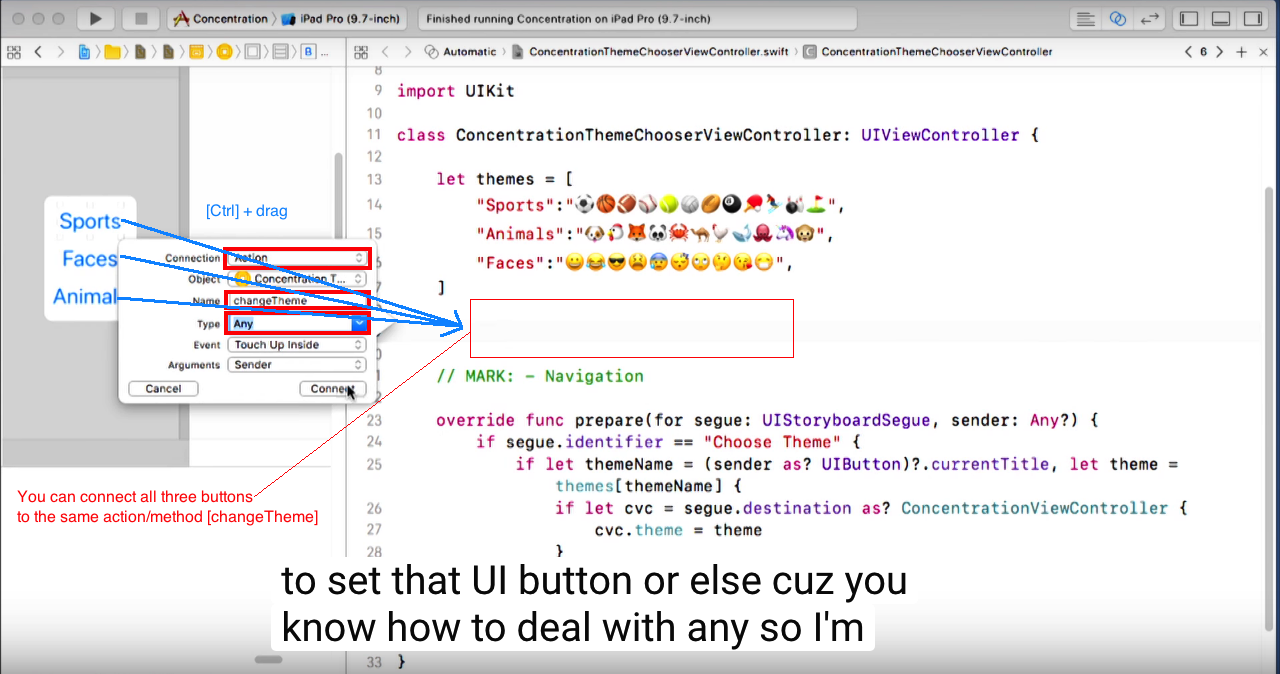 Concentration › iPad Pro (9.7-inch)
Finished running Concentration on iPad Pro (9.7-inch)
B ...
Automatic › ConcentrationThemeChooserViewController.swift › C ConcentrationThemeChooserViewController
< 6 >
8
9 import UIKit
10
11 class ConcentrationThemeChooserViewController: UIViewController {
12
13 let themes = [
14 "Sports":"⚽🏀🏈⚾🎾🏐🏉🎱🏓⛷🎳⛳",
15 "Animals":"🐶🐔🦊🐼🦀🐪🐓🐋🐙🦄🐵",
6 "Faces":"😀😂😎😫😰😴🙄🤔😘😷",
7 ]
Sports
Faces
Animal
[Ctrl] + drag
Connection Action
Object Concentration T...
Name changeTheme
Type Any
Event Touch Up Inside
Arguments Sender
Cancel Connect
0
1 // MARK: - Navigation
2
23 override func prepare(for segue: UIStoryboardSegue, sender: Any?) {
24 if segue.identifier == "Choose Theme" {
25 if let themeName = (sender as? UIButton)?.currentTitle, let theme =
themes[themeName] {
26 if let cvc = segue.destination as? ConcentrationViewController {
27 cvc.theme = theme
28 }
You can connect all three buttons
to the same action/method [changeTheme]
to set that UI button or else cuz you
know how to deal with any so I'm
33 }